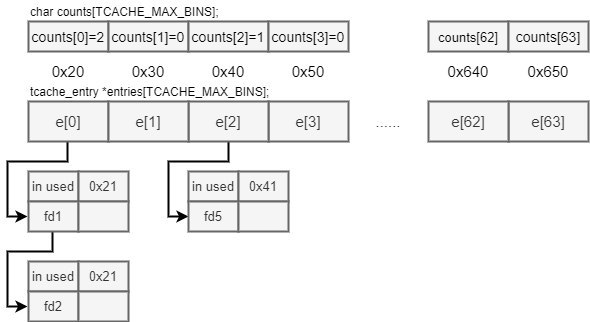 char counts[TCACHE_MAX_BINS];
counts[0]=2 counts[1]=0 counts[2]=1 counts[3]=0 counts[62] counts[63]
0x20 0x30 0x40 0x50 0x640 0x650
tcache_entry *entries[TCACHE_MAX_BINS];
e[0] e[1] e[2] e[3] ...... e[62] e[63]
in used 0x21 in used 0x41
fd1 fd5
in used 0x21
fd2